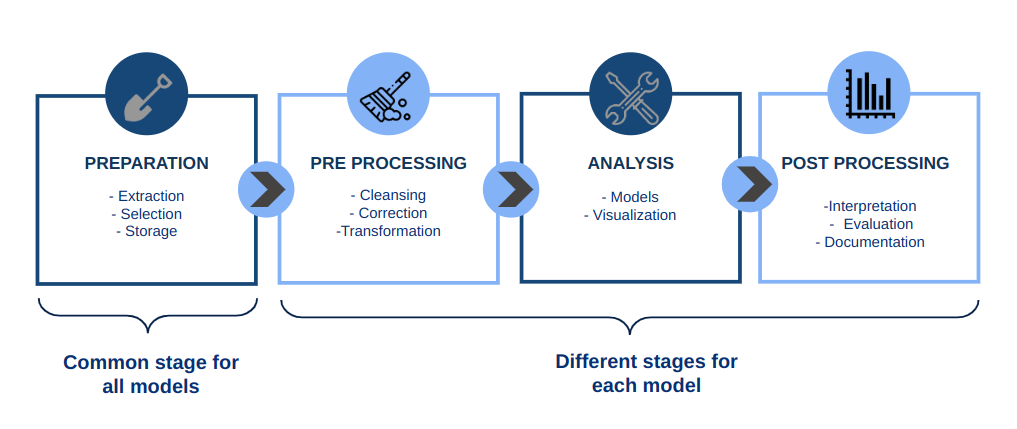 PREPARATION
- Extraction
- Selection
- Storage
PRE PROCESSING
- Cleansing
- Correction
-Transformation
ANALYSIS
- Models
- Visualization
POST PROCESSING
-Interpretation
- Evaluation
- Documentation
Common stage for
all models
Different stages for
each model